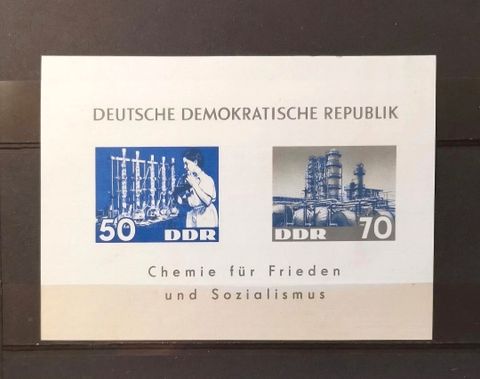 DEUTSCHE DEMOKRATISCHE REPUBLIK
50 DDR
DDR 70
Chemie für Frieden
und Sozialismus